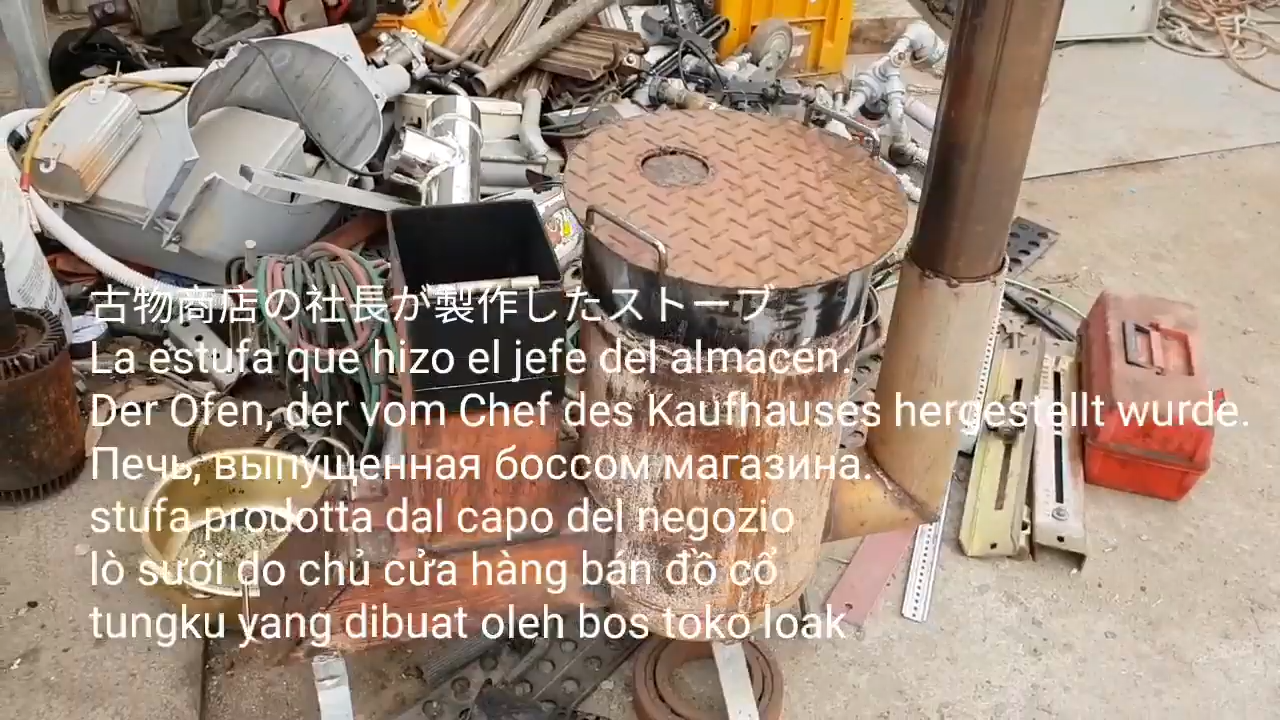 古物商店の社長が製作したストーブ
La estufa que hizo el jefe del almacén.
Der Ofen, der vom Chef des Kaufhauses hergestellt wurde.
Печь, выпущенная боссом магазина.
stufa prodotta dal capo del negozio
lò sưởi do chủ cửa hàng bán đồ cổ
tungku yang dibuat oleh bos toko loak